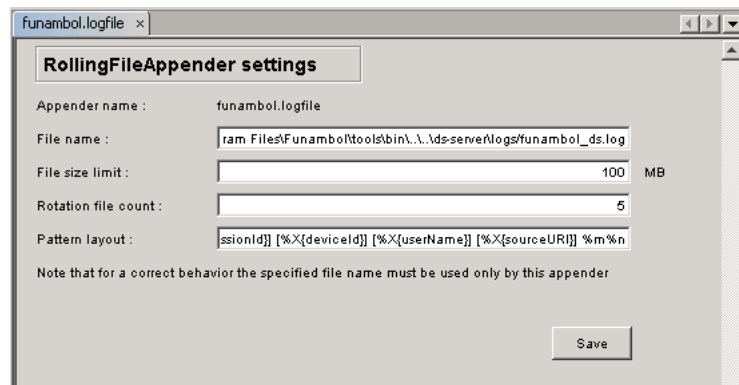 funambol.logfile ×
RollingFileAppender settings
Appender name : funambol.logfile
File name : ram Files\Funambol\tools\bin\..\..\ds-server\logs/funambol_ds.log
File size limit : 100 MB
Rotation file count : 5
Pattern layout : ssionId}] [%X{deviceId}] [%X{userName}] [%X{sourceURI}] %m%n
Note that for a correct behavior the specified file name must be used only by this appender
Save